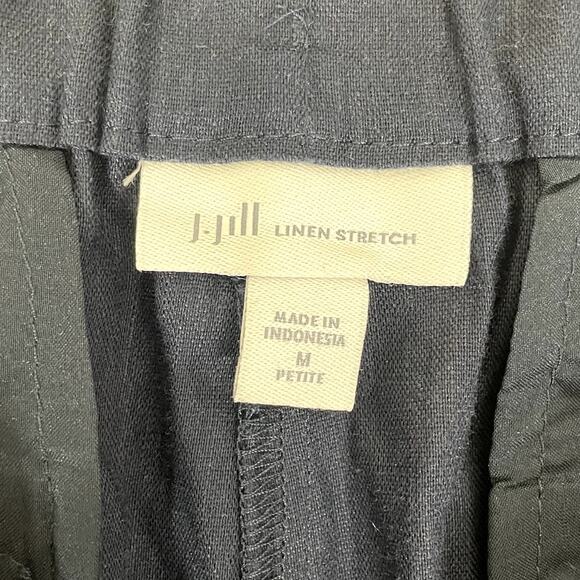 J.Jill LINEN STRETCH
MADE IN
INDONESIA
M
PETITE